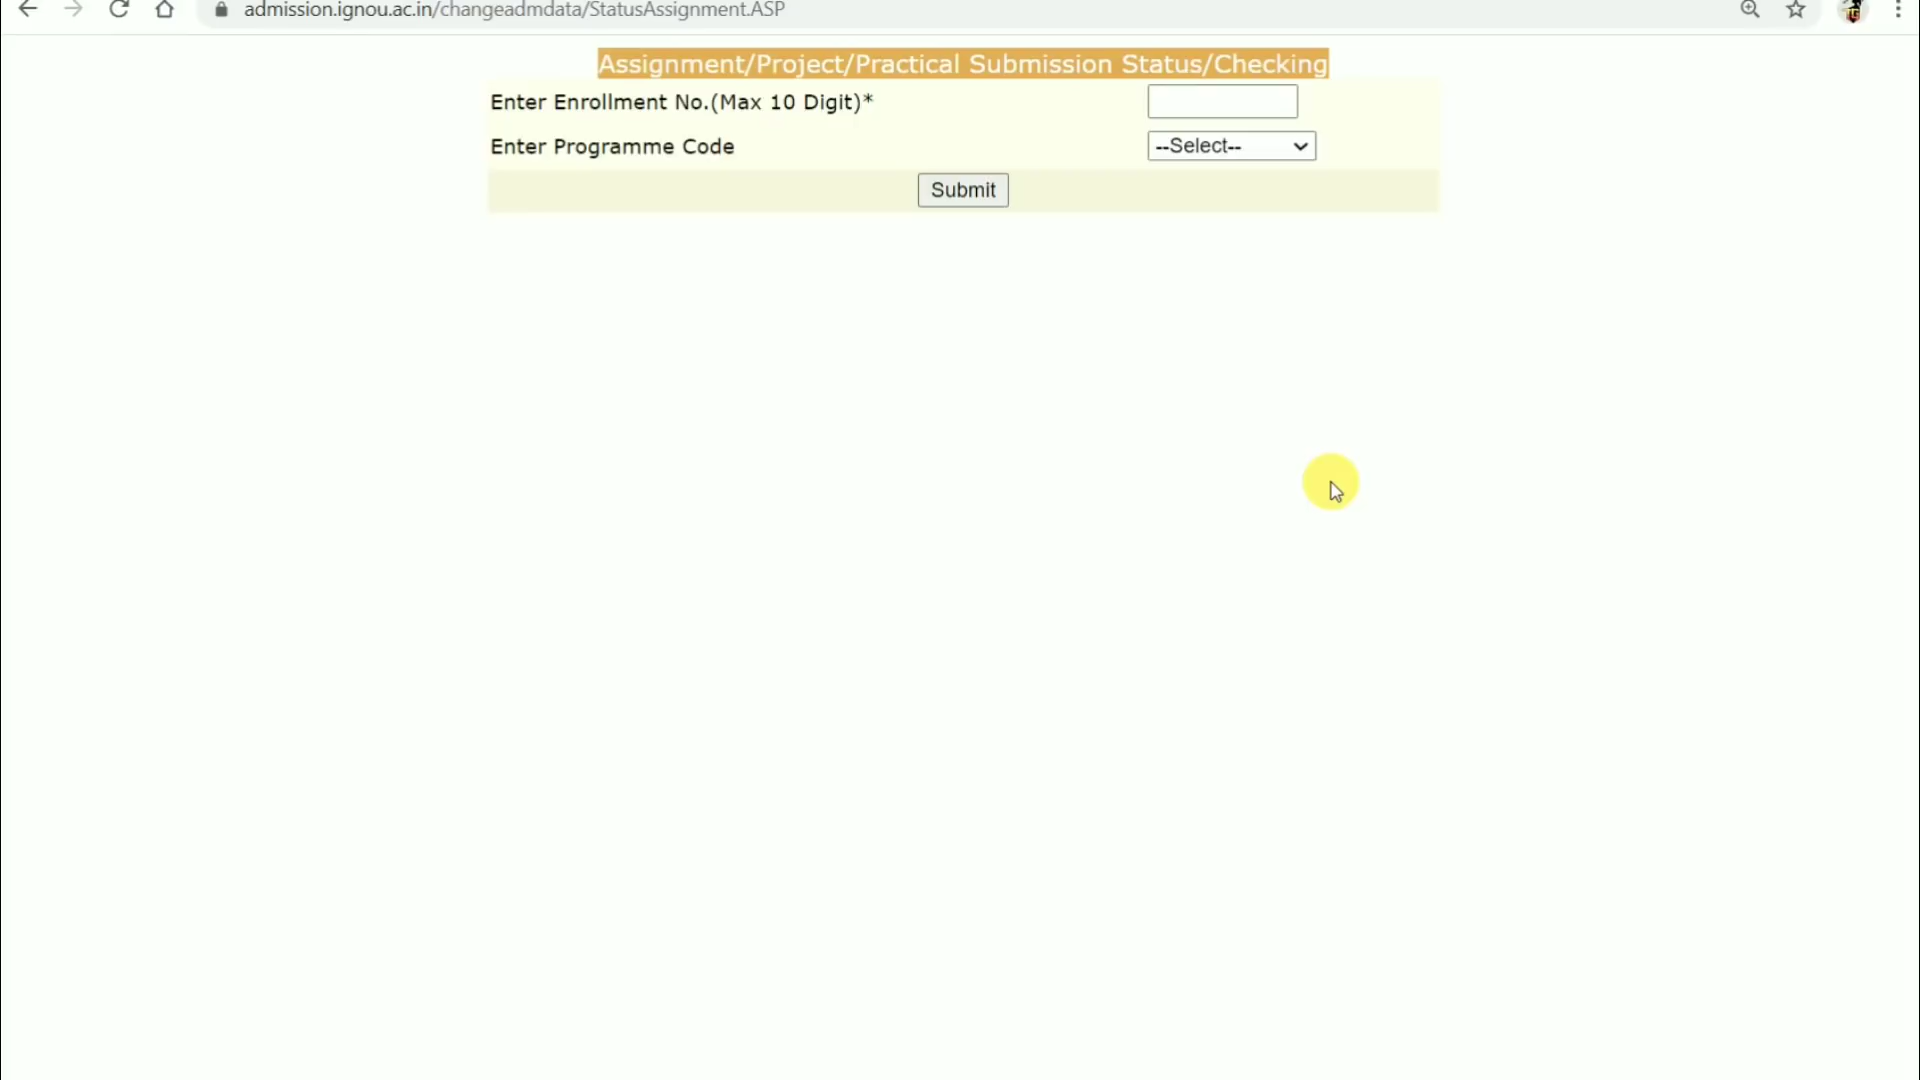 admission.ignou.ac.in/changeadmdata/StatusAssignment.ASP
Assignment/Project/Practical Submission Status/Checking
Enter Enrollment No.(Max 10 Digit)*
Enter Programme Code
--Select--
Submit